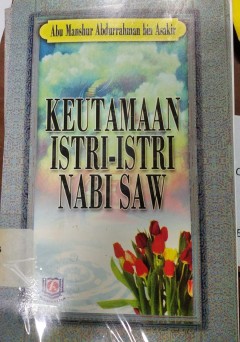 Abu Manshur Abdurrahman bin Asakir
KEUTAMAAN
ISTRI-ISTRI
NABI SAW